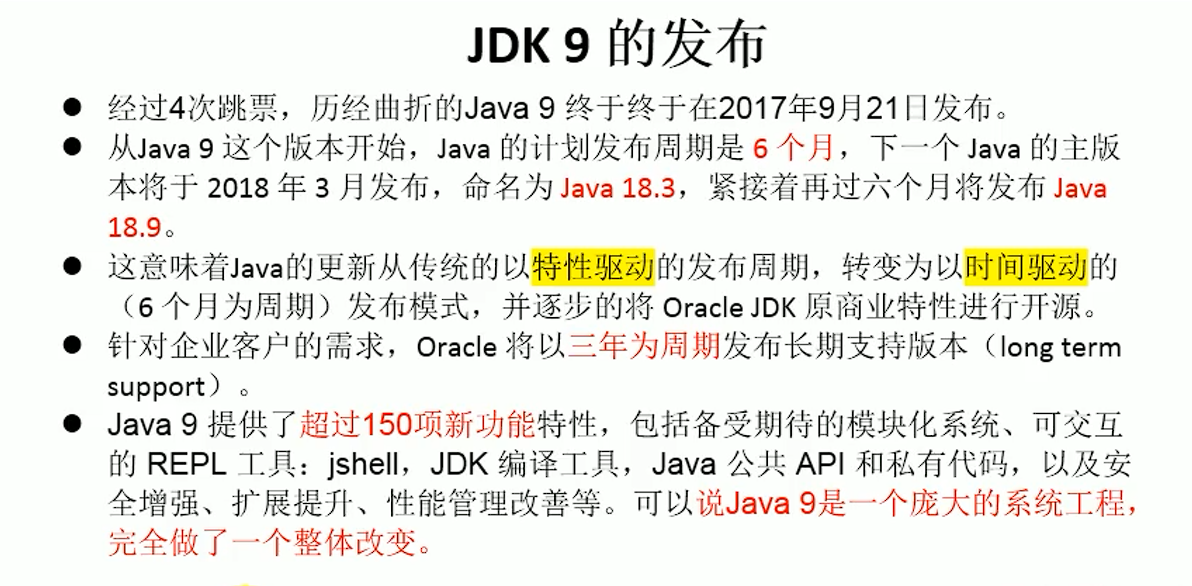 JDK 9 的发布
● 经过4次跳票，历经曲折的Java 9 终于终于在2017年9月21日发布。
● 从Java 9 这个版本开始，Java 的计划发布周期是 6 个月，下一个 Java 的主版
本将于 2018 年 3 月发布，命名为 Java 18.3，紧接着再过六个月将发布 Java
18.9。
● 这意味着Java的更新从传统的以特性驱动的发布周期，转变为以时间驱动的
（6 个月为周期）发布模式，并逐步的将 Oracle JDK 原商业特性进行开源。
● 针对企业客户的需求，Oracle 将以三年为周期发布长期支持版本（long term
support）。
● Java 9 提供了超过150项新功能特性，包括备受期待的模块化系统、可交互
的 REPL 工具：jshell，JDK 编译工具，Java 公共 API 和私有代码，以及安
全增强、扩展提升、性能管理改善等。可以说Java 9是一个庞大的系统工程，
完全做了一个整体改变。